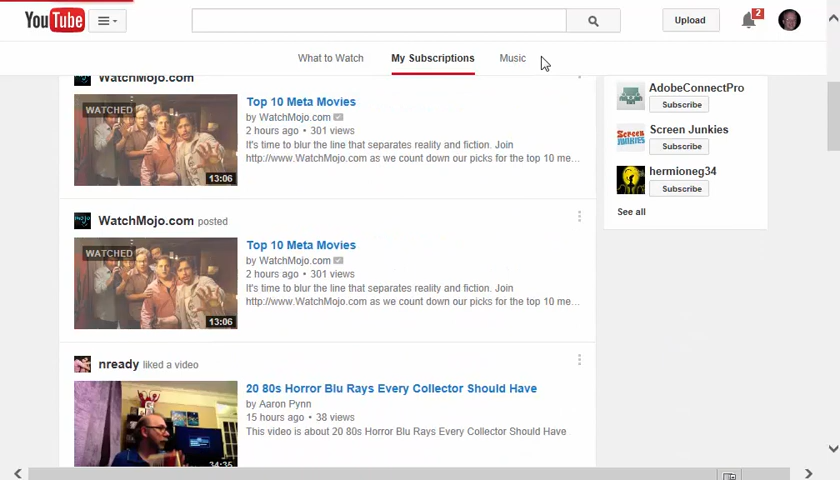 YouTube
Upload
2
What to Watch My Subscriptions Music
WatchMojo.com
WATCHED
13:06
Top 10 Meta Movies
by WatchMojo.com
2 hours ago • 301 views
It's time to blur the line that separates reality and fiction. Join
http://www.WatchMojo.com as we count down our picks for the top 10 me...
mojo WatchMojo.com posted
WATCHED
13:06
Top 10 Meta Movies
by WatchMojo.com
2 hours ago • 301 views
It's time to blur the line that separates reality and fiction. Join
http://www.WatchMojo.com as we count down our picks for the top 10 me...
nready liked a video
34:35
20 80s Horror Blu Rays Every Collector Should Have
by Aaron Pynn
15 hours ago • 38 views
This video is about 20 80s Horror Blu Rays Every Collector Should Have
AdobeConnectPro
Subscribe
SCREEN JUNKIES
Screen Junkies
Subscribe
hermioneg34
Subscribe
See all